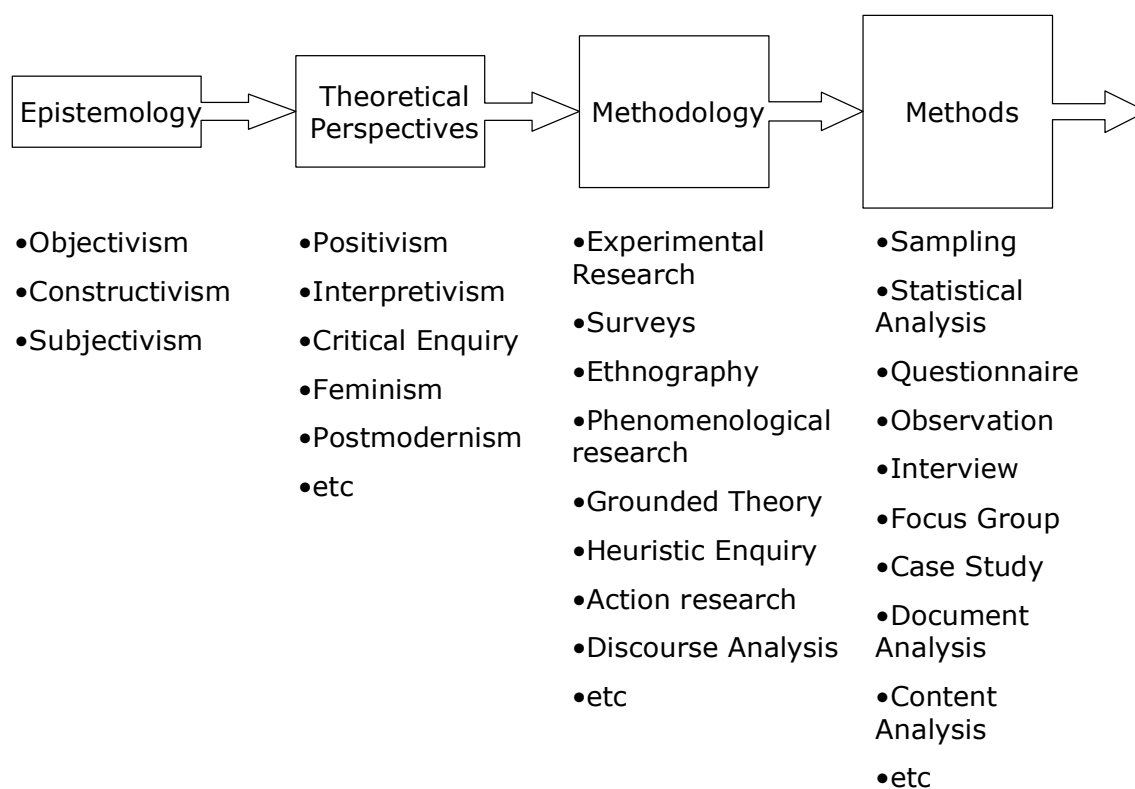 Epistemology
Theoretical
Perspectives
Methodology
Methods
•Objectivism
•Constructivism
•Subjectivism
•Positivism
•Interpretivism
•Critical Enquiry
•Feminism
•Postmodernism
•etc
•Experimental
Research
•Surveys
•Ethnography
•Phenomenological
research
•Grounded Theory
•Heuristic Enquiry
•Action research
•Discourse Analysis
•etc
•Sampling
•Statistical
Analysis
•Questionnaire
•Observation
•Interview
•Focus Group
•Case Study
•Document
Analysis
•Content
Analysis
•etc